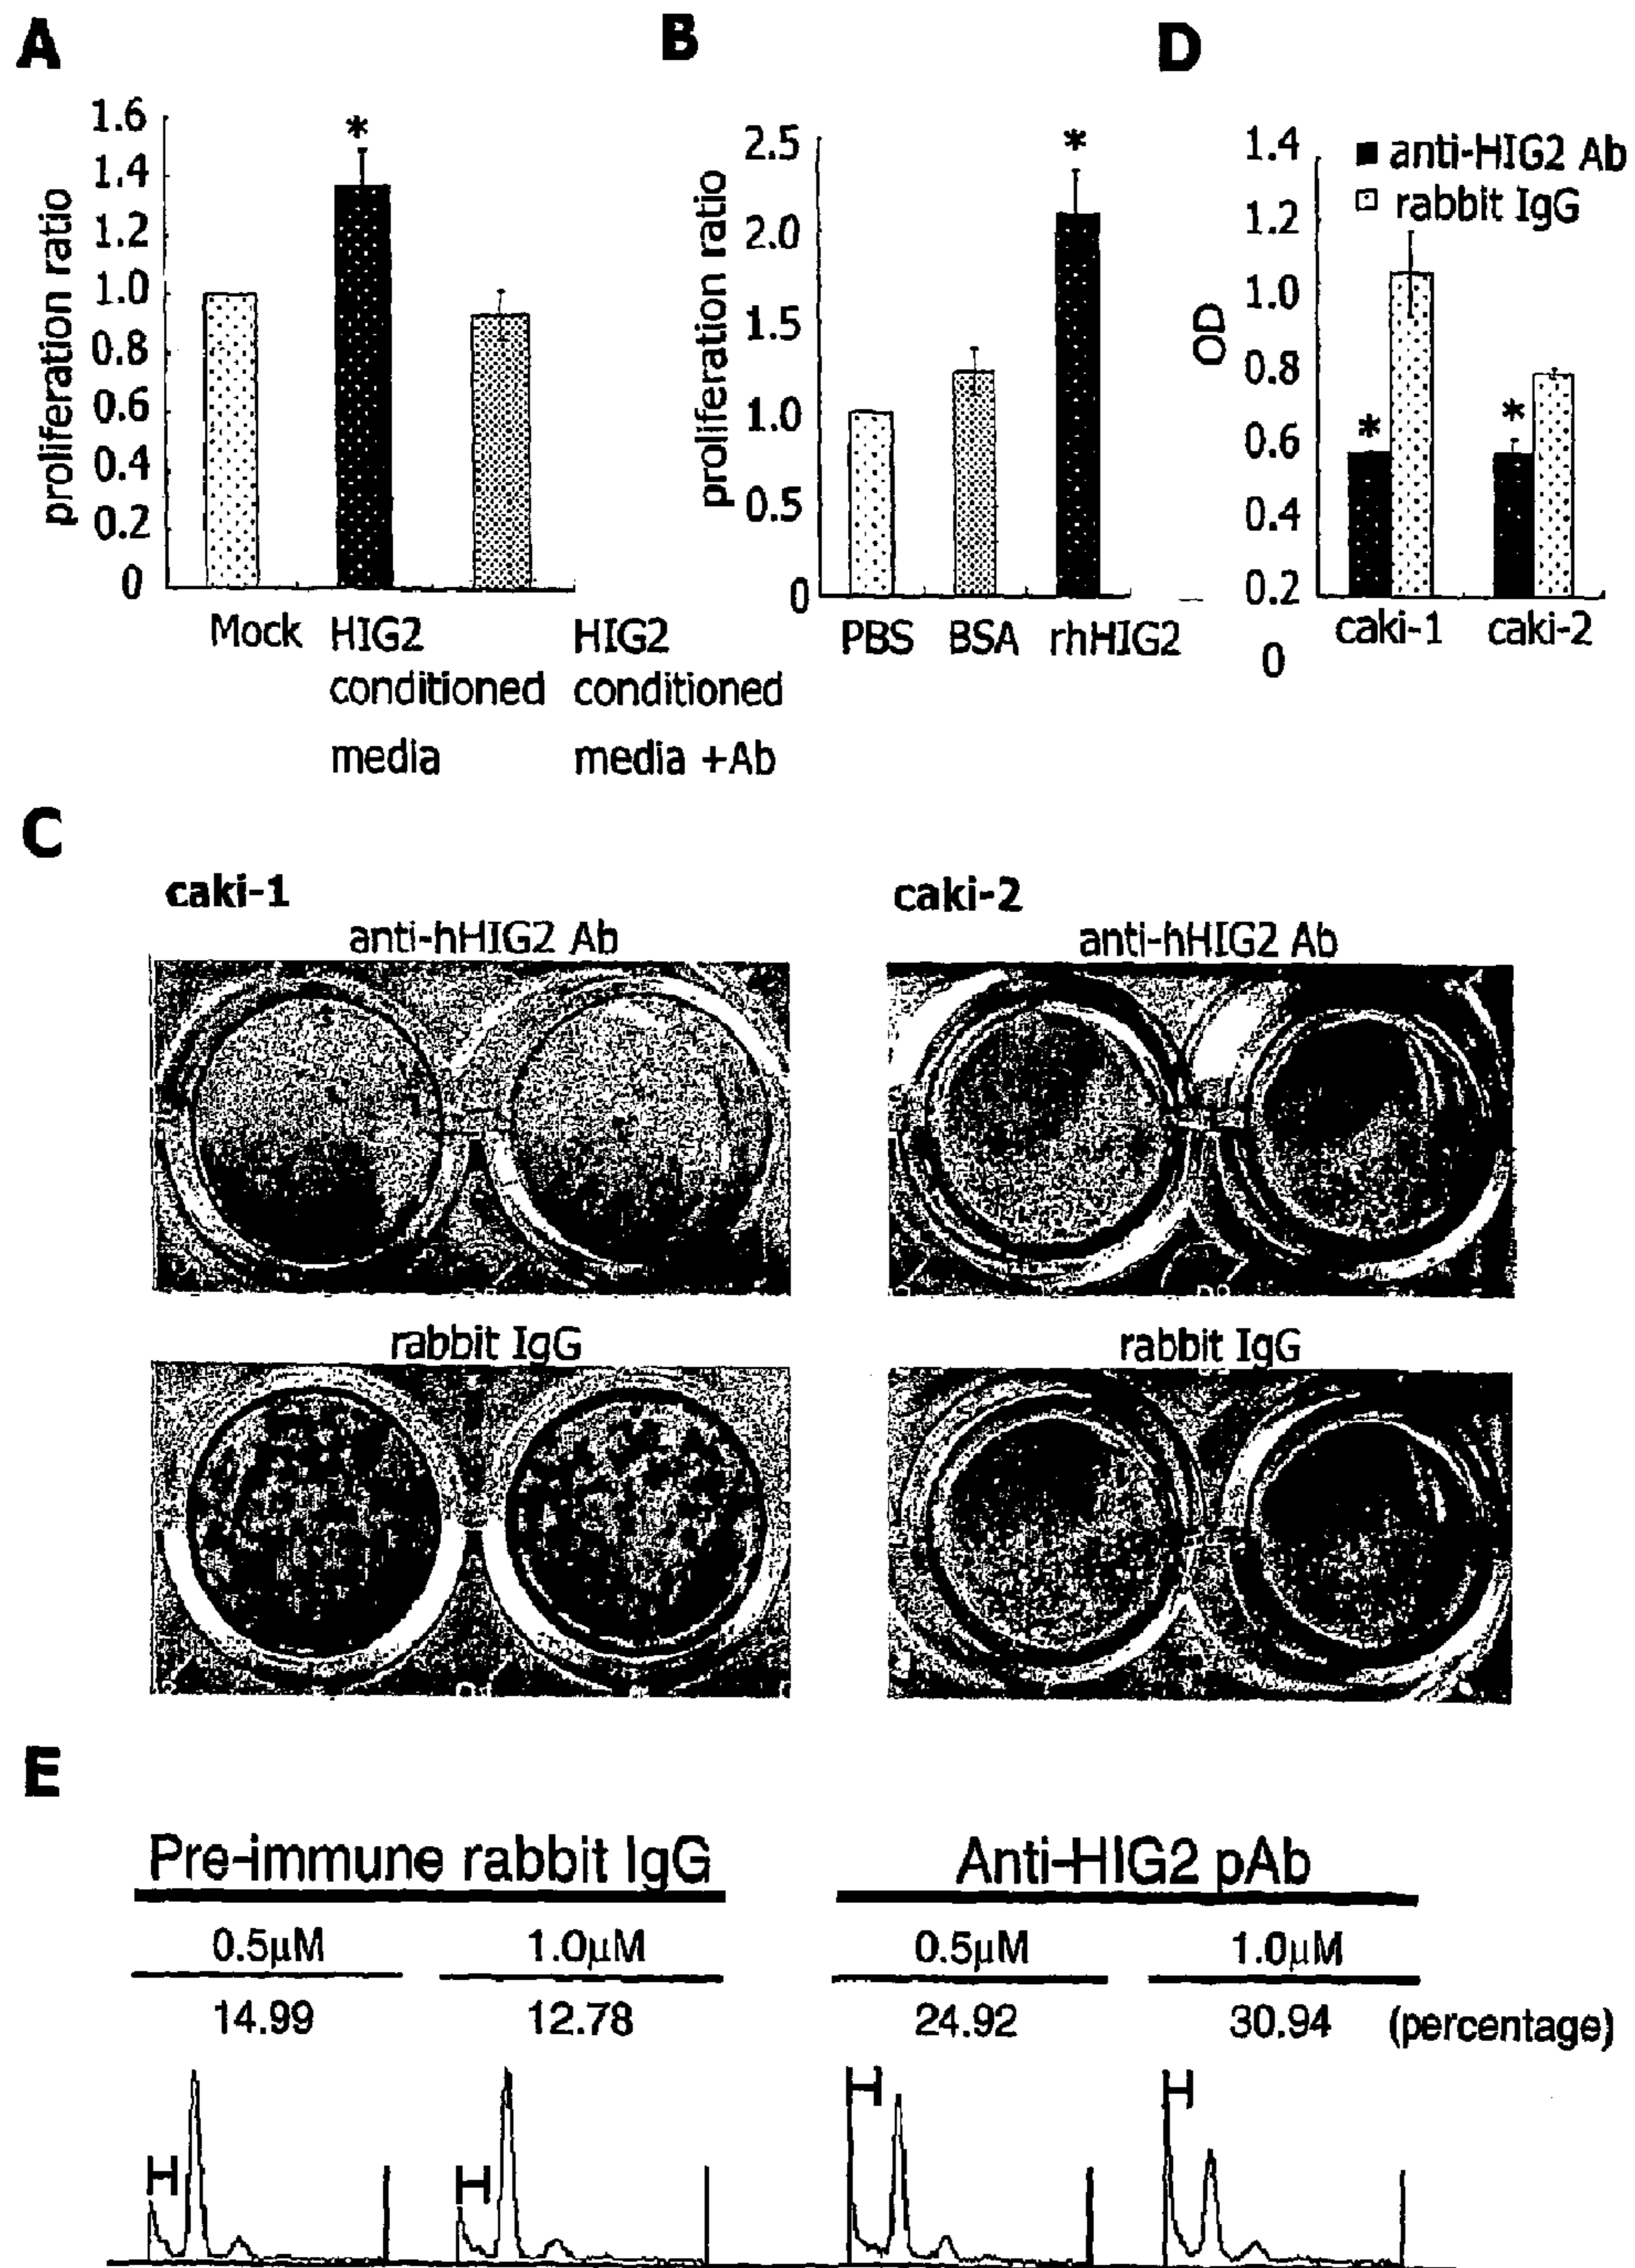 A
1.6
1.4
1.2
1.0
0.8
0.6
0.4
0.2
0
proliferation ratio
*
Mock
HIG2
conditioned
media
HIG2
conditioned
media +Ab
B
2.5
2.0
1.5
1.0
0.5
0
proliferation ratio
*
PBS BSA rhHIG2
D
1.4
1.2
1.0
0.8
0.6
0.4
0.2
0
OD
anti-HIG2 Ab
rabbit IgG
*
*
caki-1 caki-2
C
caki-1
anti-hHIG2 Ab
rabbit IgG
caki-2
anti-hHIG2 Ab
rabbit IgG
E
Pre-immune rabbit IgG Anti-HIG2 pAb
0.5μM 1.0μM 0.5μM 1.0μM
14.99 12.78 24.92 30.94 (percentage)